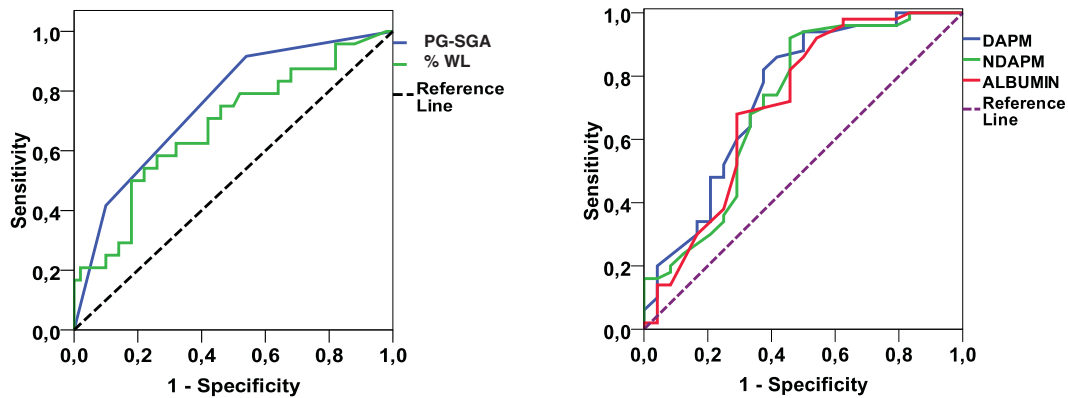 1,0
0,8
0,6
0,4
0,2
0,0
Sensitivity
0,0 0,2 0,4 0,6 0,8 1,0
1 - Specificity
PG-SGA
% WL
Reference
Line
1,0
0,8
0,6
0,4
0,2
0,0
Sensitivity
0,0 0,2 0,4 0,6 0,8 1,0
1 - Specificity
DAPM
NDAPM
ALBUMIN
Reference
Line